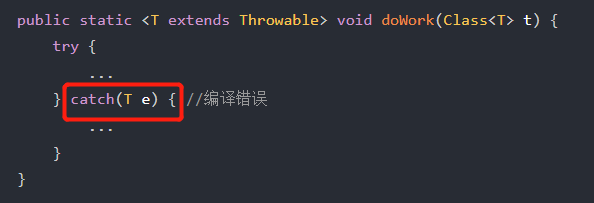 public static <T extends Throwable> void doWork(Class<T> t) {
    try {
        ...
    } catch(T e) { //编译错误
        ...
    }
}